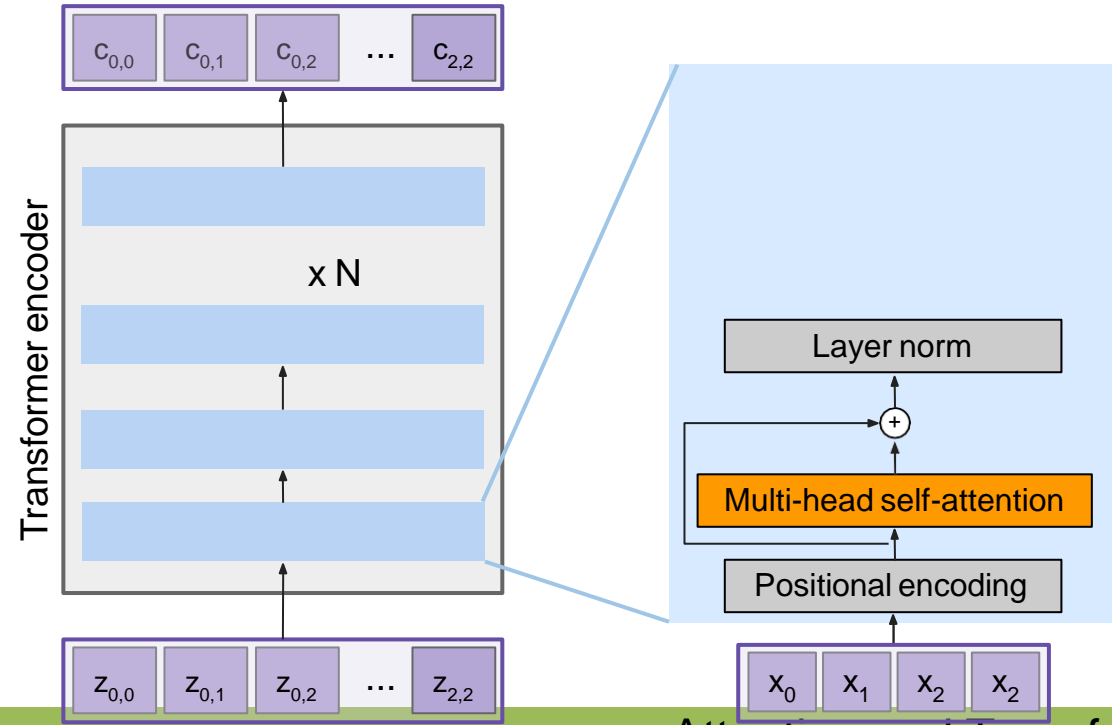 c0,0 c0,1 c0,2 ... c2,2
Transformer encoder
x N
Layer norm
+
Multi-head self-attention
Positional encoding
z0,0 z0,1 z0,2 ... z2,2
x0 x1 x2 x2